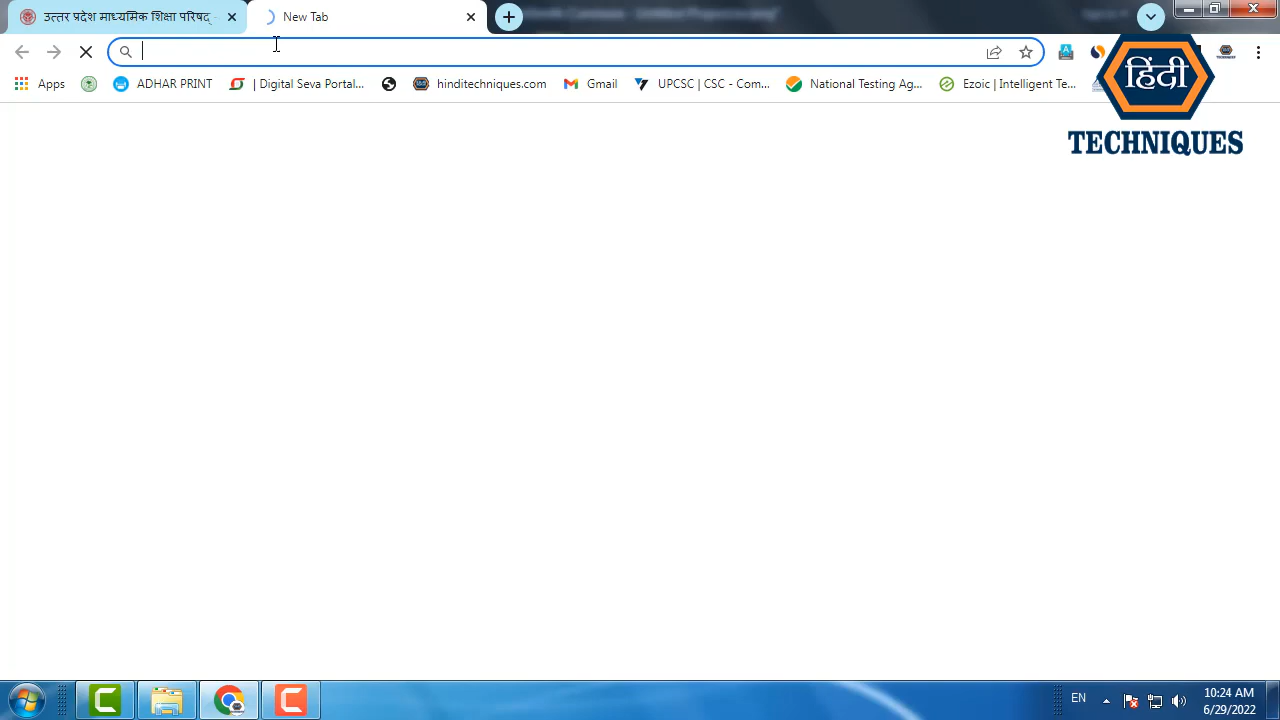 उत्तर प्रदेश माध्यमिक शिक्षा परिषद्
New Tab
Apps
ADHAR PRINT
| Digital Seva Portal...
hinditechniques.com
Gmail
UPCSC | CSC - Com...
National Testing Ag...
Ezoic | Intelligent Te...
हिंदी
TECHNIQUES
EN
10:24 AM
6/29/2022